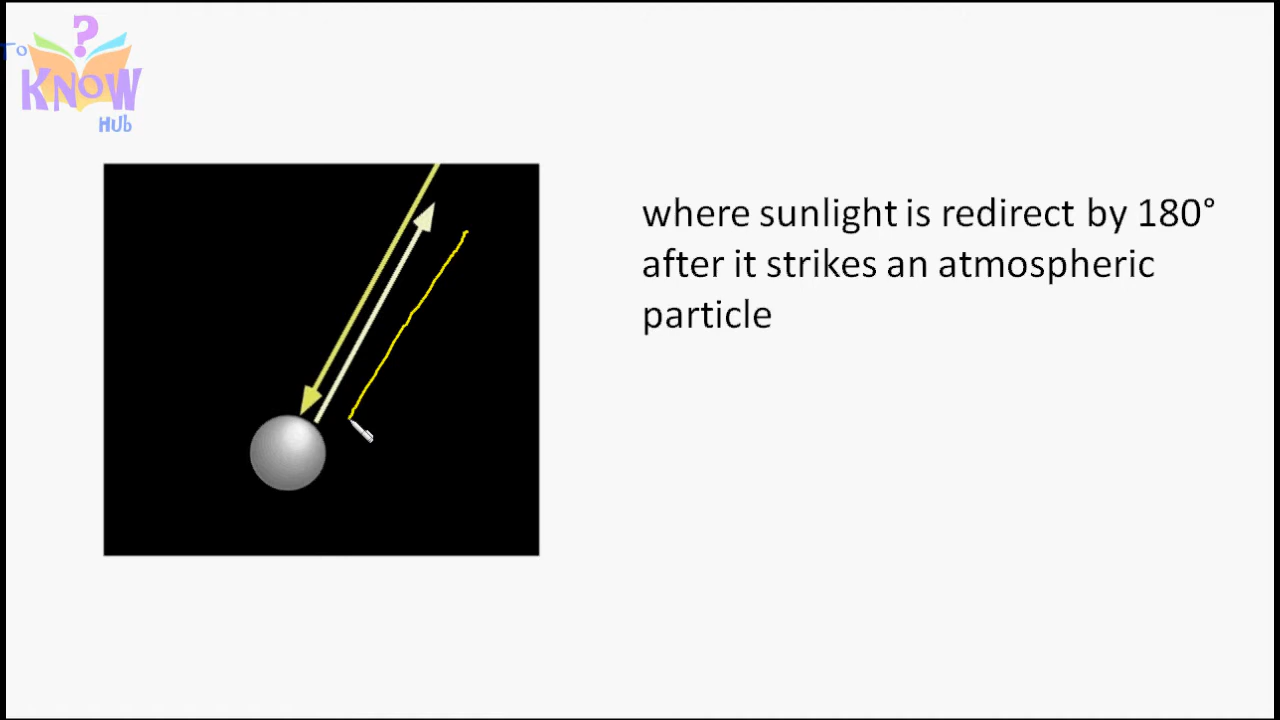 To
?
KNOW
HUb
where sunlight is redirect by 180°
after it strikes an atmospheric
particle